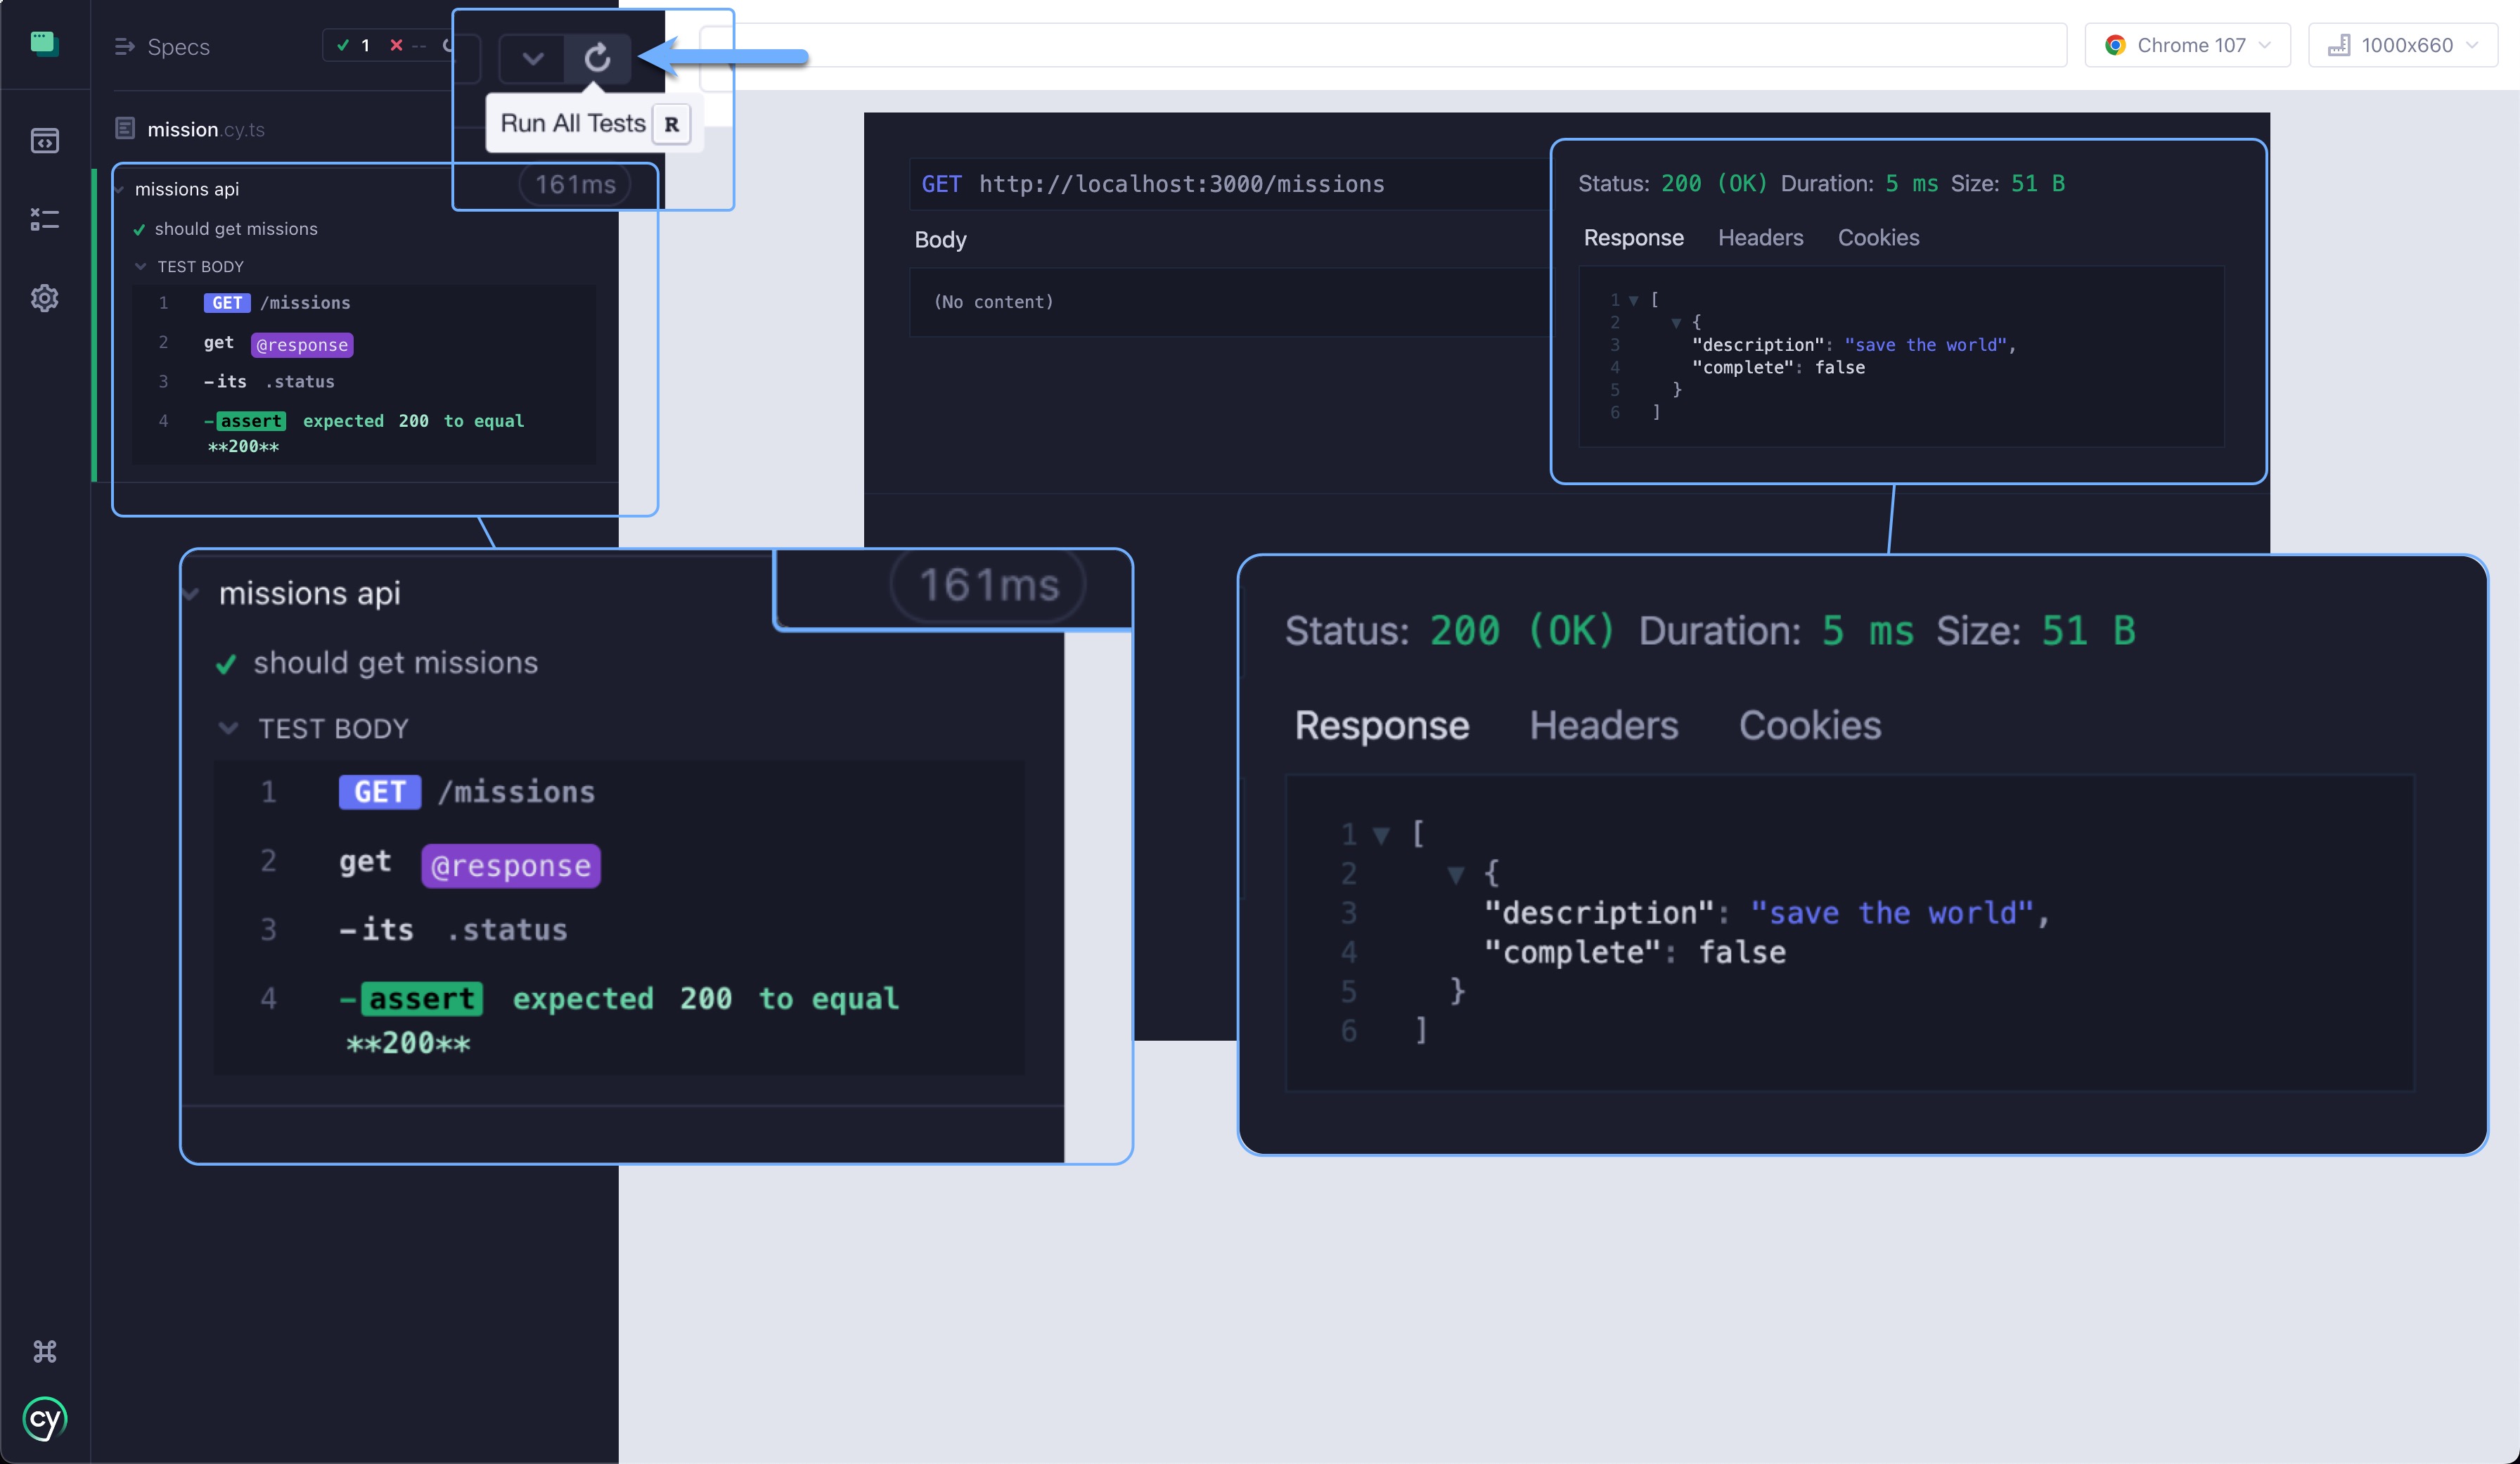 Specs
1 --
Run All Tests R
Chrome 107
1000x660
mission.cy.ts
161ms
missions api
should get missions
TEST BODY
1 GET /missions
2 get @response
3 -its .status
4 -assert expected 200 to equal
**200**
GET http://localhost:3000/missions
Body
(No content)
Status: 200 (OK) Duration: 5 ms Size: 51 B
Response Headers Cookies
1 [
2 {
3 "description": "save the world",
4 "complete": false
5 }
6 ]
161ms
missions api
should get missions
TEST BODY
1 GET /missions
2 get @response
3 -its .status
4 -assert expected 200 to equal
**200**
Status: 200 (OK) Duration: 5 ms Size: 51 B
Response Headers Cookies
1 [
2 {
3 "description": "save the world",
4 "complete": false
5 }
6 ]
cy